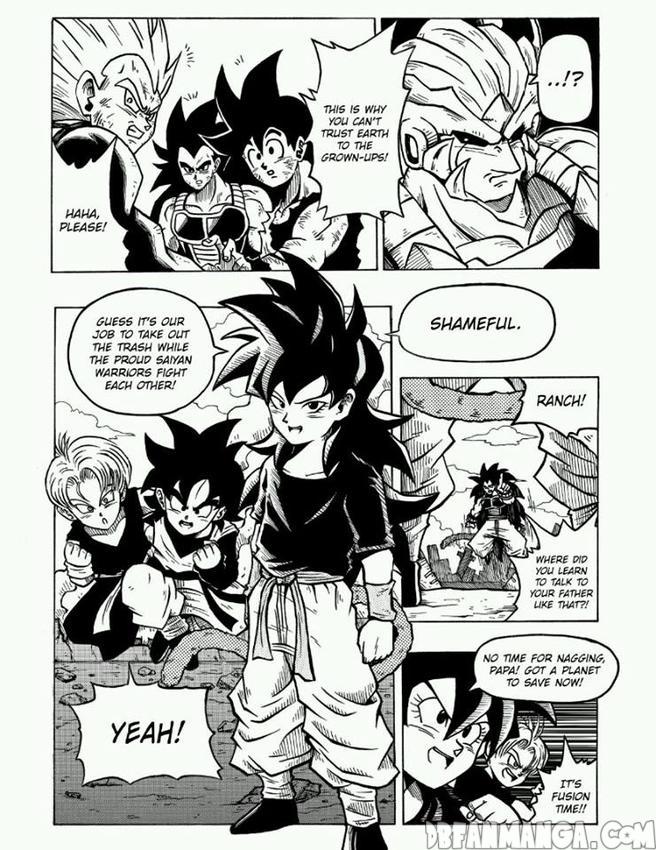 THIS IS WHY
YOU CAN'T
TRUST EARTH
TO THE
GROWN-UPS!
HAHA,
PLEASE!
..!?
GUESS IT'S OUR
JOB TO TAKE OUT
THE TRASH WHILE
THE PROUD SAIYAN
WARRIORS FIGHT
EACH OTHER!
SHAMEFUL.
RANCH!
WHERE DID
YOU LEARN
TO TALK TO
YOUR FATHER
LIKE THAT?!
YEAH!
NO TIME FOR NAGGING,
PAPA! GOT A PLANET
TO SAVE NOW!
IT'S
FUSION
TIME!!
DBFANMANGA.COM